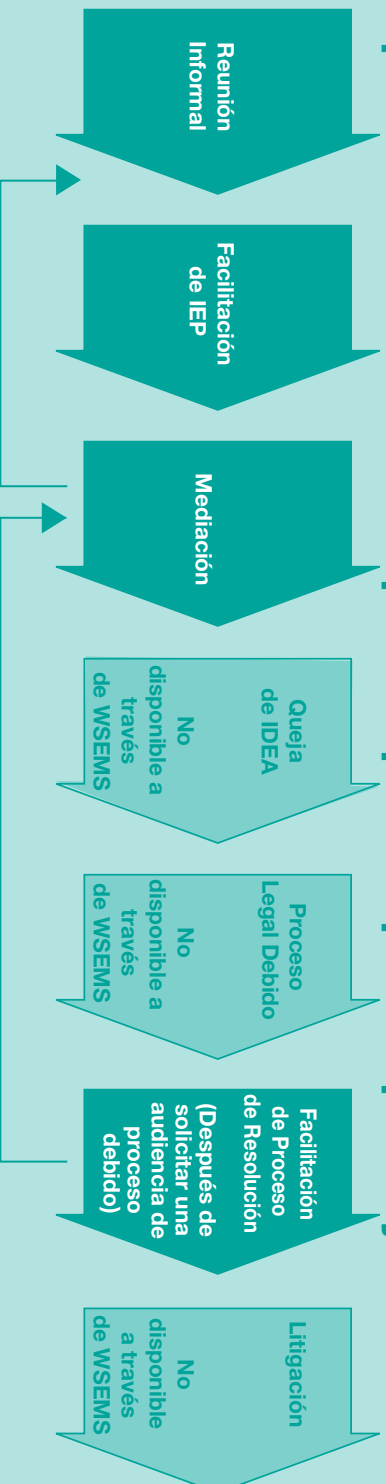 Reunión
Informal
Facilitación
de IEP
Mediación
Queja
de IDEA
No
disponible a
través
de WSEMS
Proceso
Legal Debido
No
disponible a
través
de WSEMS
Facilitación
de Proceso
de Resolución
(Después de
solicitar una
audiencia de
proceso
debido)
Litigación
No
disponible
a través
de WSEMS